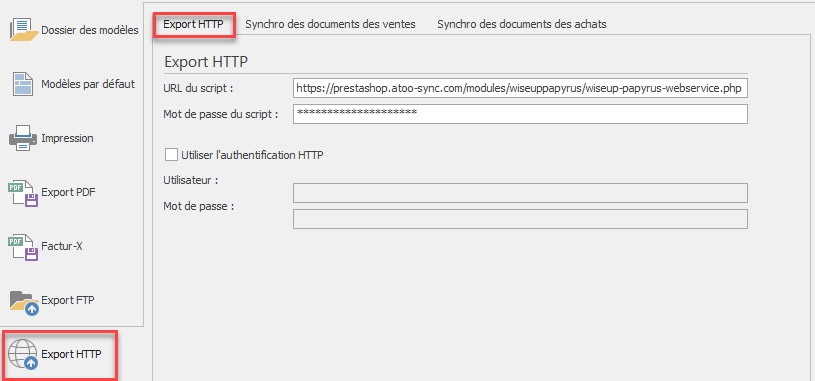 Dossier des modèles
Modèles par défaut
Impression
PDF
Export PDF
PDF
Factur-X
Export FTP
Export HTTP
Export HTTP
Synchro des documents des ventes
Synchro des documents des achats
Export HTTP
URL du script :
https://prestashop.atoo-sync.com/modules/wiseuppapyrus/wiseup-papyrus-webservice.php
Mot de passe du script :
********************
Utiliser l'authentification HTTP
Utilisateur :
Mot de passe :